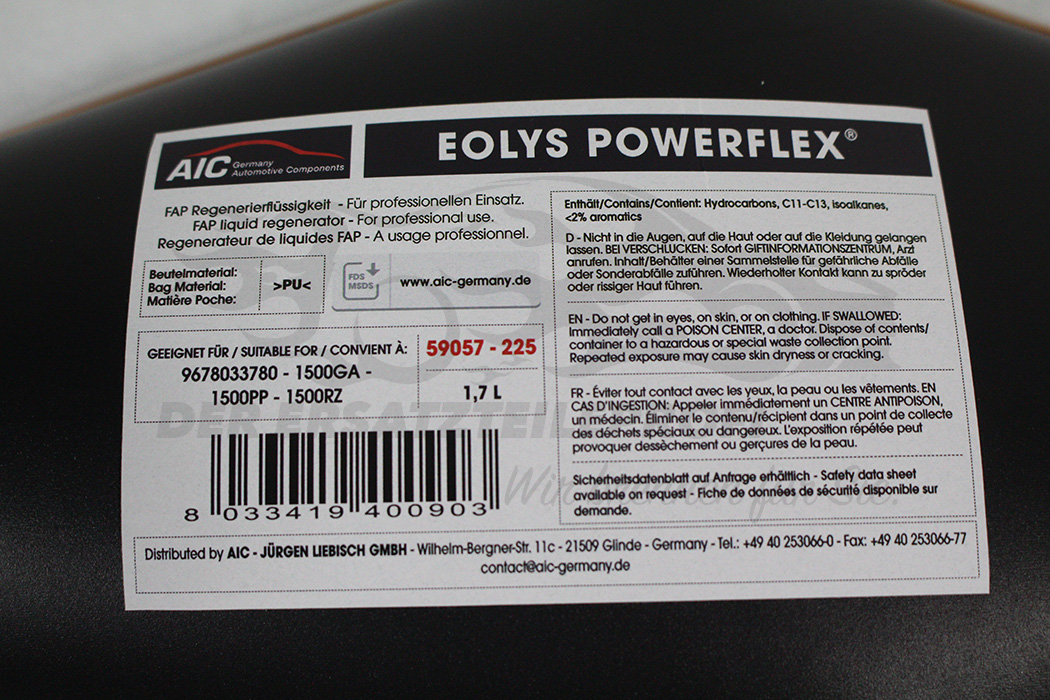 AIC Germany
Automotive Components
EOLYS POWERFLEX®
FAP Regenerierflüssigkeit - Für professionellen Einsatz.
FAP liquid regenerator - For professional use.
Regenerateur de liquides FAP - A usage professionnel.
Beutelmaterial:
Bag Material:
Matière Poche:
>PU<
FDS
MSDS
www.aic-germany.de
GEEIGNET FÜR / SUITABLE FOR / CONVIENT À:
9678033780 - 1500GA -
1500PP - 1500RZ
59057 - 225
1,7 L
8 033419 400903
Enthält/Contains/Contient: Hydrocarbons, C11-C13, isoalkanes,
<2% aromatics
D - Nicht in die Augen, auf die Haut oder auf die Kleidung gelangen
lassen. BEI VERSCHLUCKEN: Sofort GIFTINFORMATIONSZENTRUM, Arzt
anrufen. Inhalt/Behälter einer Sammelstelle für gefährliche Abfälle
oder Sonderabfälle zuführen. Wiederholter Kontakt kann zu spröder
oder rissiger Haut führen.
EN - Do not get in eyes, on skin, or on clothing. IF SWALLOWED:
Immediately call a POISON CENTER, a doctor. Dispose of contents/
container to a hazardous or special waste collection point.
Repeated exposure may cause skin dryness or cracking.
FR - Éviter tout contact avec les yeux, la peau ou les vêtements. EN
CAS D'INGESTION: Appeler immédiatement un CENTRE ANTIPOISON,
un médecin. Éliminer le contenu/récipient dans un point de collecte
des déchets spéciaux ou dangereux. L'exposition répétée peut
provoquer dessèchement ou gerçures de la peau.
Sicherheitsdatenblatt auf Anfrage erhältlich - Safety data sheet
available on request - Fiche de données de sécurité disponible sur
demande.
Distributed by AIC - JÜRGEN LIEBISCH GMBH - Wilhelm-Bergner-Str. 11c - 21509 Glinde - Germany - Tel.: +49 40 253066-0 - Fax: +49 40 253066-77
contact@aic-germany.de
DER ERSATZTEIL
Wir